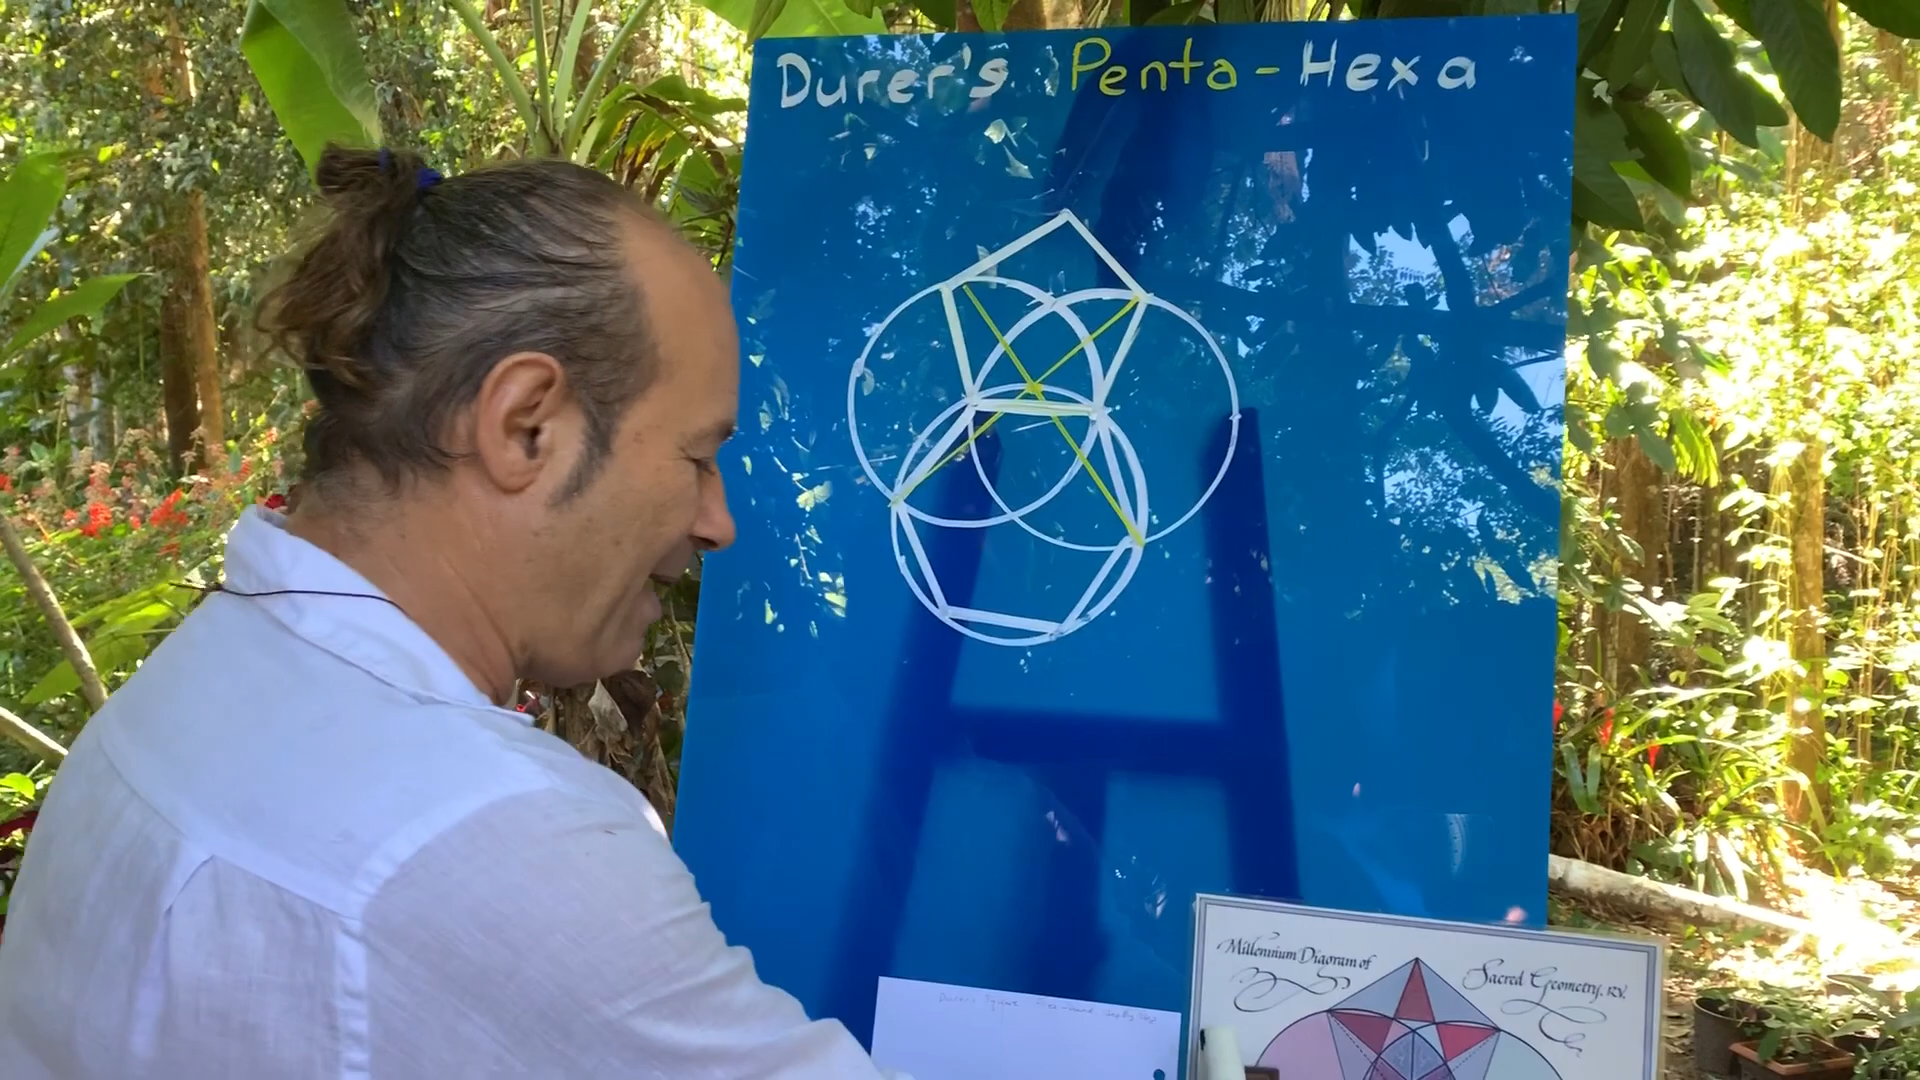 Durer's Penta-Hexa
Millennium Diagram of
Sacred Geometry, RV.